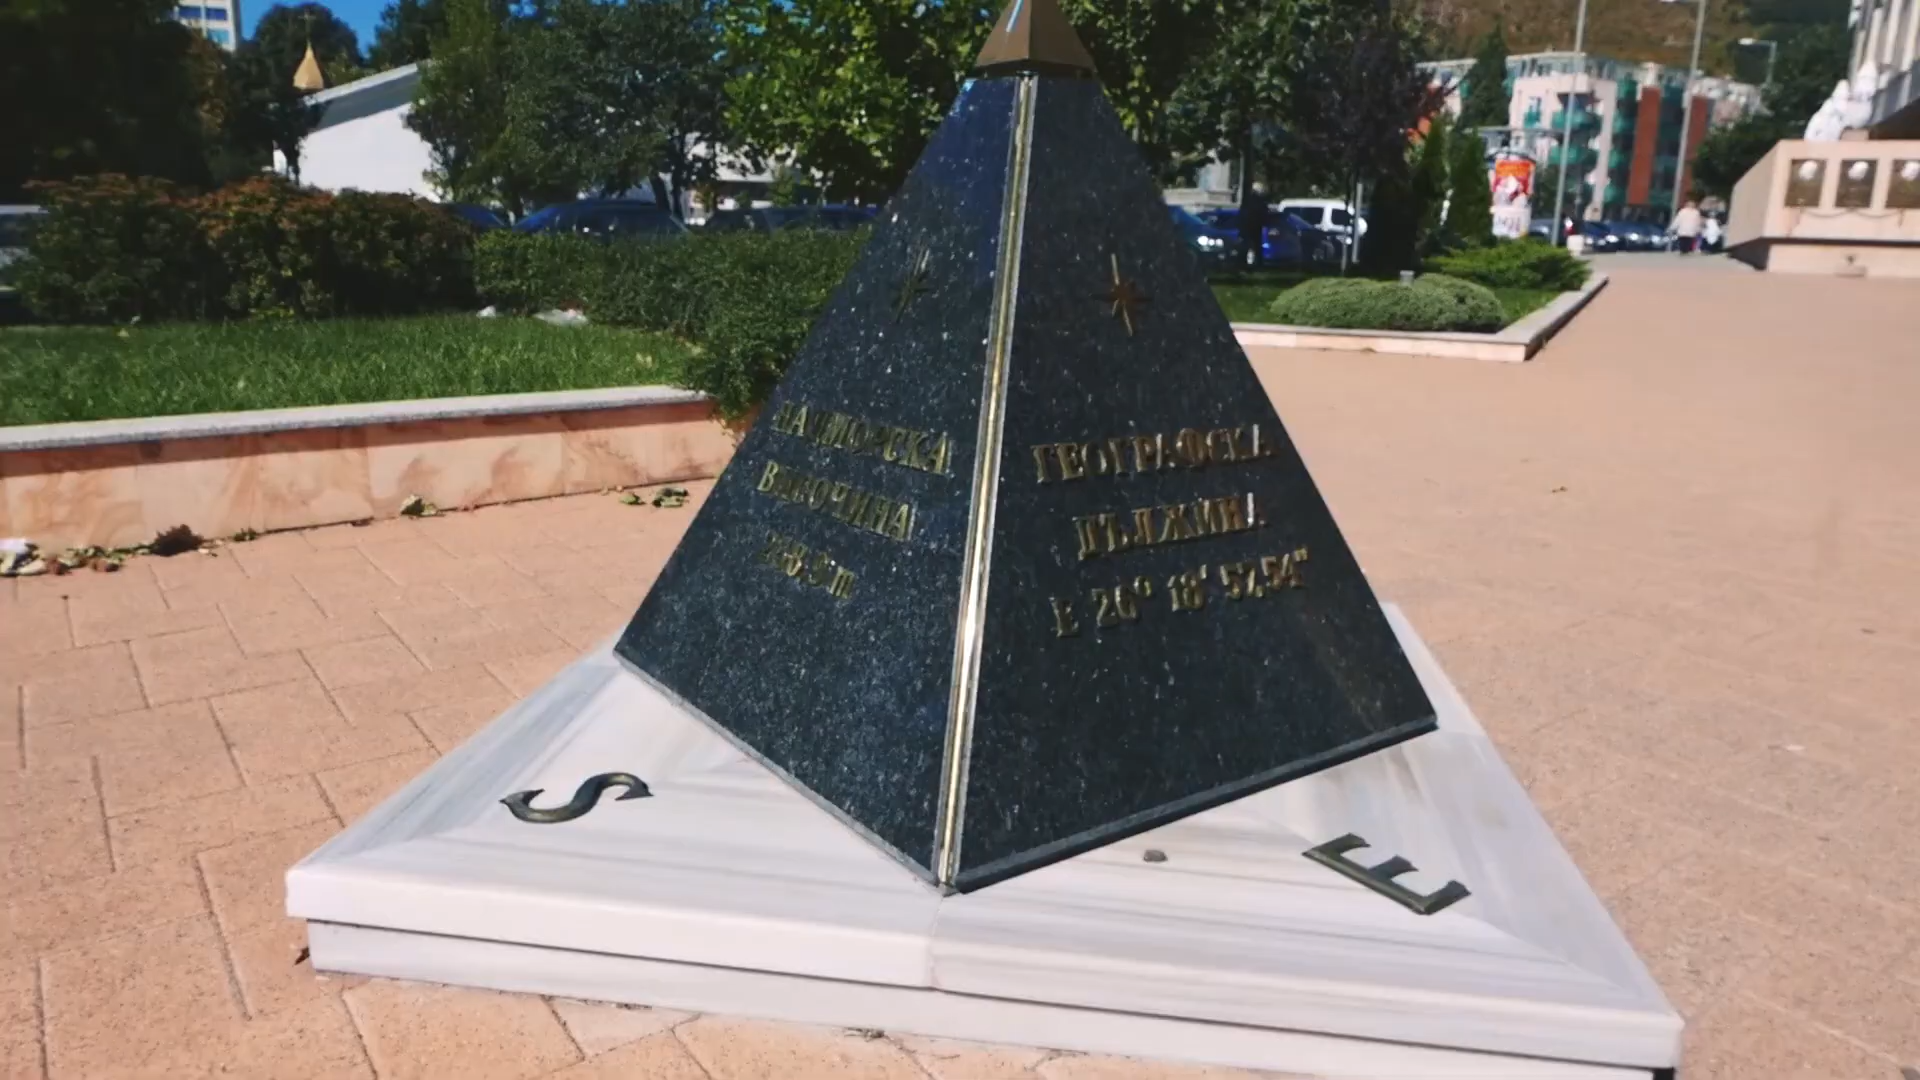 НАДМОРСКА
ВИСОЧИНА
m
ГЕОГРАФСКА
ДЪЛЖИНА
E 26° 18' 57,54"
S
E